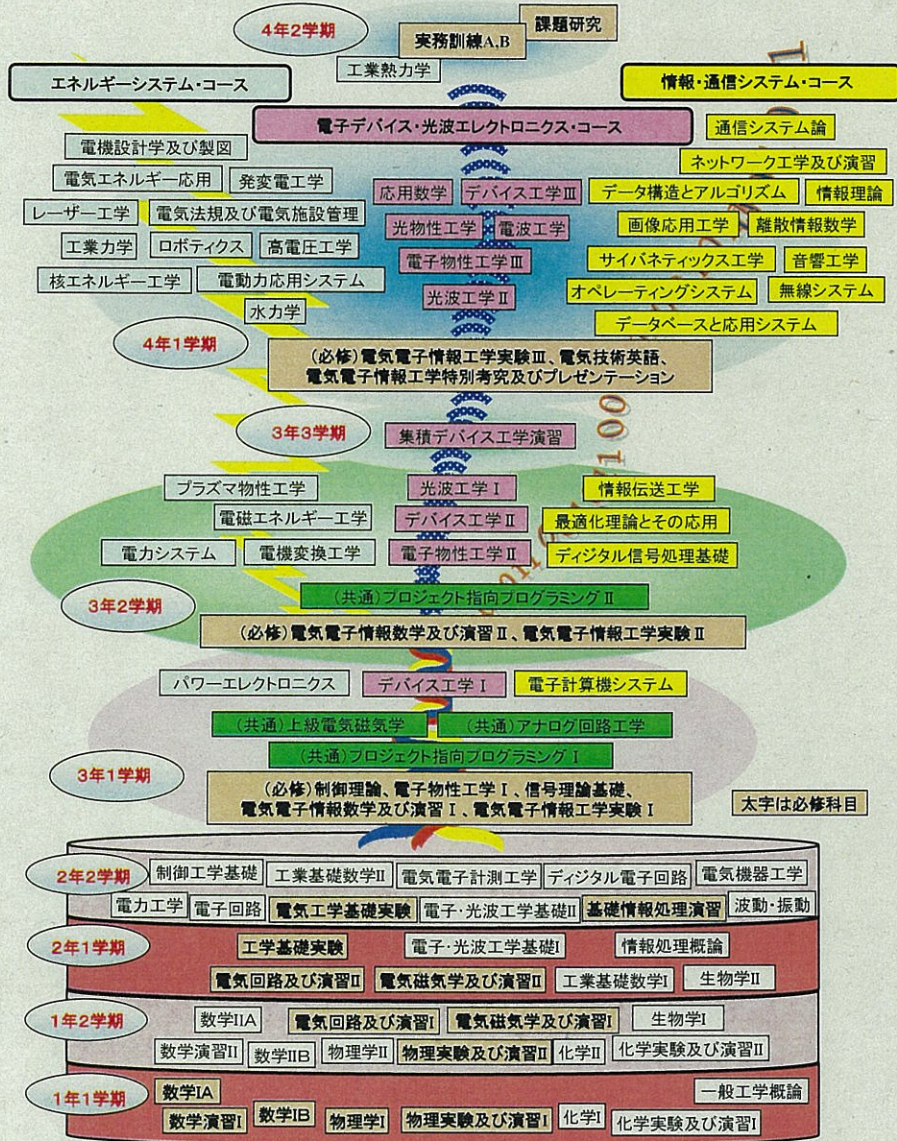 4年2学期
課題研究
実務訓練A,B
工業熱力学
エネルギーシステム・コース
情報・通信システム・コース
電子デバイス・光波エレクトロニクス・コース
通信システム論
電機設計学及び製図
ネットワーク工学及び演習
電気エネルギー応用 発変電工学
応用数学 デバイス工学Ⅲ データ構造とアルゴリズム 情報理論
レーザー工学 電気法規及び電気施設管理
光物性工学 電波工学 画像応用工学 離散情報数学
工業力学 ロボティクス 高電圧工学
電子物性工学Ⅲ サイバネティックス工学 音響工学
核エネルギー工学 電動力応用システム
光波工学Ⅱ オペレーティングシステム 無線システム
水力学
データベースと応用システム
4年1学期
(必修)電気電子情報工学実験Ⅲ、電気技術英語、
電気電子情報工学特別考究及びプレゼンテーション
3年3学期
集積デバイス工学演習
プラズマ物性工学 光波工学Ⅰ 情報伝送工学
電磁エネルギー工学 デバイス工学Ⅱ 最適化理論とその応用
電力システム 電機変換工学 電子物性工学Ⅱ ディジタル信号処理基礎
3年2学期
(共通)プロジェクト指向プログラミングⅡ
(必修)電気電子情報数学及び演習Ⅱ、電気電子情報工学実験Ⅱ
パワーエレクトロニクス デバイス工学Ⅰ 電子計算機システム
(共通)上級電気磁気学 (共通)アナログ回路工学
(共通)プロジェクト指向プログラミングⅠ
3年1学期
(必修)制御理論、電子物性工学Ⅰ、信号理論基礎、
電気電子情報数学及び演習Ⅰ、電気電子情報工学実験Ⅰ
太字は必修科目
2年2学期
制御工学基礎 工業基礎数学II 電気電子計測工学 ディジタル電子回路 電気機器工学
電力工学 電子回路 電気工学基礎実験 電子・光波工学基礎II 基礎情報処理演習 波動・振動
2年1学期
工学基礎実験 電子・光波工学基礎I 情報処理概論
電気回路及び演習II 電気磁気学及び演習II 工業基礎数学I 生物学II
1年2学期
数学IIA 電気回路及び演習I 電気磁気学及び演習I 生物学I
数学演習II 数学IIB 物理学II 物理実験及び演習II 化学II 化学実験及び演習II
1年1学期
数学IA 一般工学概論
数学演習I 数学IB 物理学I 物理実験及び演習I 化学I 化学実験及び演習I